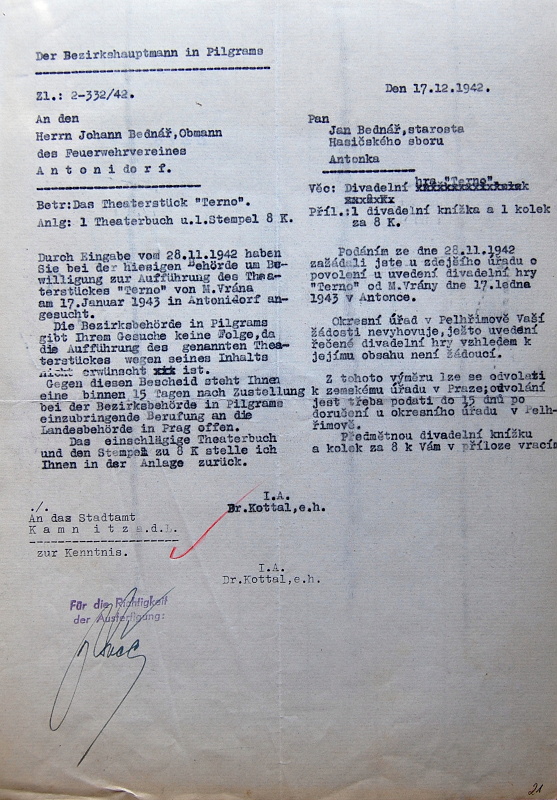 Der Bezirkshauptmann in Pilgrams
Zl.: 2-332/42.
An den
Herrn Johann Bednář, Obmann
des Feuerwehrvereines
Antonidorf.
Betr: Das Theaterstück "Terno".
Anlg: 1 Theaterbuch u. 1. Stempel 8 K.
Durch Eingabe vom 28.11.1942 haben
Sie bei der hiesigen Behörde um Be-
willigung zur Aufführung des Thea-
terstückes "Terno" von M. Vrána
am 17. Januar 1943 in Antonidorf an-
gesucht.
Die Bezirksbehörde in Pilgrams
gibt Ihrem Gesuche keine Folge, da
die Aufführung des genannten Thea-
terstückes wegen seines Inhalts
nicht erwünscht ist.
Gegen diesen Bescheid steht Ihnen
eine binnen 15 Tagen nach Zustellung
bei der Bezirksbehörde in Pilgrams
einzubringende Berufung an die
Landesbehörde in Prag offen.
Das einschlägige Theaterbuch
und den Stempel zu 8 K stelle ich
Ihnen in der Anlage zurück.
Den 17.12.1942.
Pan
Jan Bednář, starosta
Hasičského sboru
Antonka
hra "Terno"
Věc: Divadelní
Příl.: 1 divadelní knížka a 1 kolek
za 8 K.
Podáním ze dne 28.11.1942
zažádali jste u zdejšího úřadu o
povolení u uvedení divadelní hry
"Terno" od M. Vrány dne 17. ledna
1943 v Antonce.
Okresní úřad v Pelhřimově Vaší
žádosti nevyhovuje, ježto uvedení
řečené divadelní hry vzhledem k
jejímu obsahu není žádoucí.
Z tohoto výměru lze se odvolati
k zemskému úřadu v Praze; odvolání
jest třeba podati do 15 dnů po
doručení u okresního úřadu v Pelh-
řimově.
Předmětnou divadelní knížku
a kolek za 8 k Vám v příloze vracím
I.A.
Dr. Kottal, e.h.
./.
An das Stadtamt
Kamnitz a.d.L.
zur Kenntnis.
I.A.
Dr. Kottal, e.h.
Für die Richtigkeit
der Ausfertigung:
21